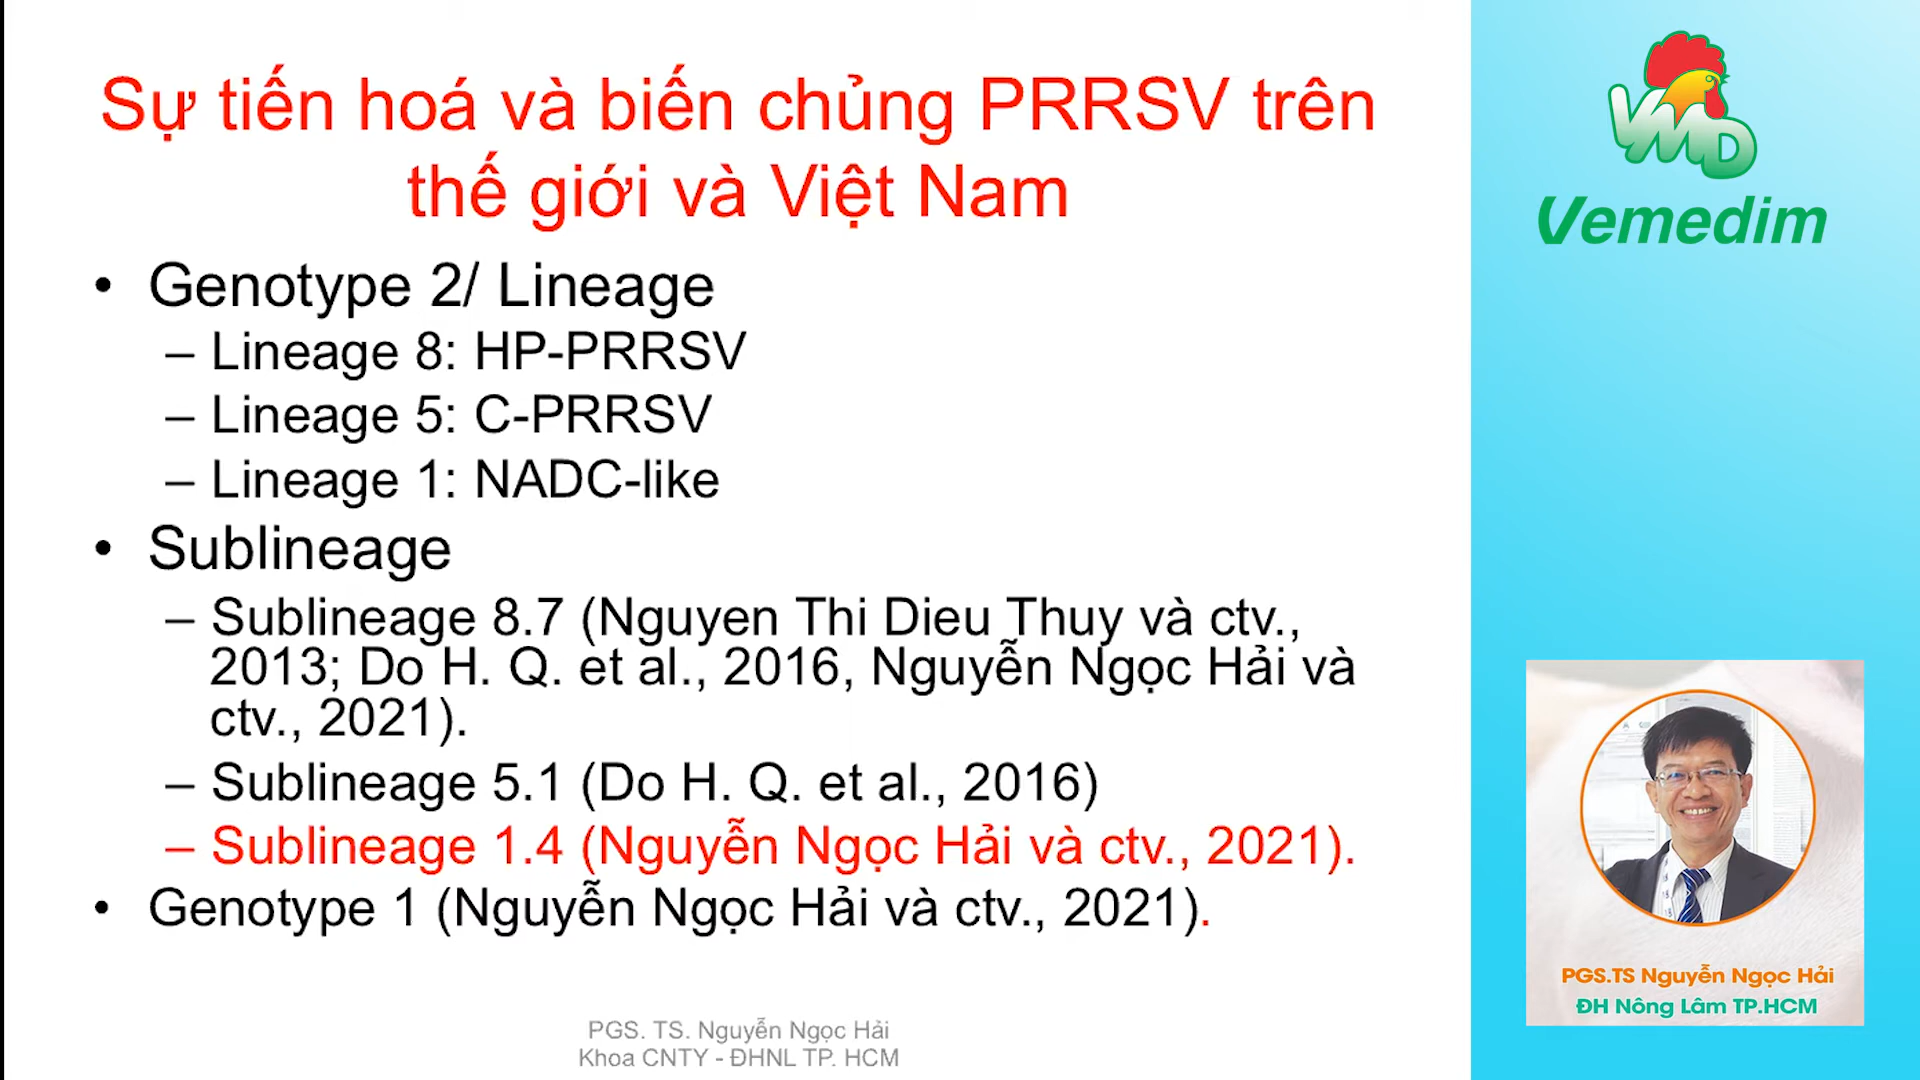 Sự tiến hoá và biến chủng PRRSV trên
thế giới và Việt Nam
• Genotype 2/ Lineage
– Lineage 8: HP-PRRSV
– Lineage 5: C-PRRSV
– Lineage 1: NADC-like
• Sublineage
– Sublineage 8.7 (Nguyen Thi Dieu Thuy và ctv.,
2013; Do H. Q. et al., 2016, Nguyễn Ngọc Hải và
ctv., 2021).
– Sublineage 5.1 (Do H. Q. et al., 2016)
– Sublineage 1.4 (Nguyễn Ngọc Hải và ctv., 2021).
• Genotype 1 (Nguyễn Ngọc Hải và ctv., 2021).
PGS. TS. Nguyễn Ngọc Hải
Khoa CNTY - ĐHNL TP. HCM
VMD
Vemedim
PGS.TS Nguyễn Ngọc Hải
ĐH Nông Lâm TP.HCM